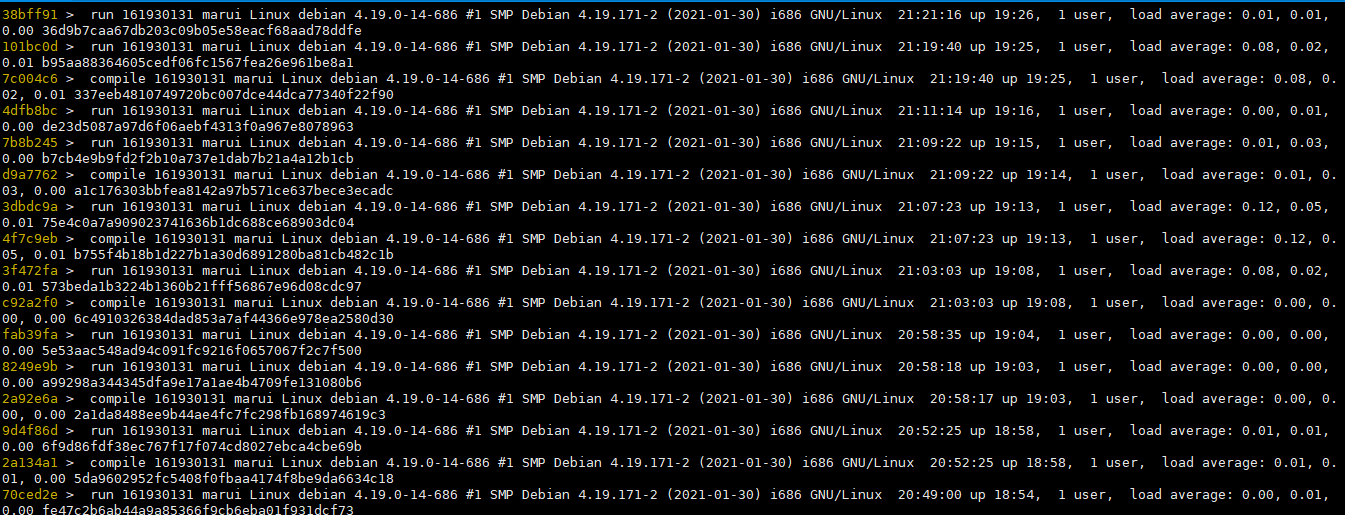 38bff91 >  run 161930131 marui Linux debian 4.19.0-14-686 #1 SMP Debian 4.19.171-2 (2021-01-30) i686 GNU/Linux  21:21:16 up 19:26,  1 user,  load average: 0.01, 0.01,
0.00 36d9b7caa67db203c09b05e58eacf68aad78ddfe
101bc0d >  run 161930131 marui Linux debian 4.19.0-14-686 #1 SMP Debian 4.19.171-2 (2021-01-30) i686 GNU/Linux  21:19:40 up 19:25,  1 user,  load average: 0.08, 0.02,
0.01 b95aa88364605cedf06fc1567fea26e961be8a1
7c004c6 >  compile 161930131 marui Linux debian 4.19.0-14-686 #1 SMP Debian 4.19.171-2 (2021-01-30) i686 GNU/Linux  21:19:40 up 19:25,  1 user,  load average: 0.08, 0.
02, 0.01 337eeb4810749720bc007dce44dca77340f22f90
4dfb8bc >  run 161930131 marui Linux debian 4.19.0-14-686 #1 SMP Debian 4.19.171-2 (2021-01-30) i686 GNU/Linux  21:11:14 up 19:16,  1 user,  load average: 0.00, 0.01,
0.00 de23d5087a97d6f06aebf4313f0a967e8078963
7b8b245 >  run 161930131 marui Linux debian 4.19.0-14-686 #1 SMP Debian 4.19.171-2 (2021-01-30) i686 GNU/Linux  21:09:22 up 19:15,  1 user,  load average: 0.01, 0.03,
0.00 b7cb4e9b9fd2f2b10a737e1dab7b21a4a12b1cb
d9a7762 >  compile 161930131 marui Linux debian 4.19.0-14-686 #1 SMP Debian 4.19.171-2 (2021-01-30) i686 GNU/Linux  21:09:22 up 19:14,  1 user,  load average: 0.01, 0.
03, 0.00 a1c176303bbfea8142a97b571ce637bece3ecadc
3dbdc9a >  run 161930131 marui Linux debian 4.19.0-14-686 #1 SMP Debian 4.19.171-2 (2021-01-30) i686 GNU/Linux  21:07:23 up 19:13,  1 user,  load average: 0.12, 0.05,
0.01 75e4c0a7a909023741636b1dc688ce68903dc04
4f7c9eb >  compile 161930131 marui Linux debian 4.19.0-14-686 #1 SMP Debian 4.19.171-2 (2021-01-30) i686 GNU/Linux  21:07:23 up 19:13,  1 user,  load average: 0.12, 0.
05, 0.01 b755f4b18b1d227b1a30d6891280ba81cb482c1b
3f472fa >  run 161930131 marui Linux debian 4.19.0-14-686 #1 SMP Debian 4.19.171-2 (2021-01-30) i686 GNU/Linux  21:03:03 up 19:08,  1 user,  load average: 0.08, 0.02,
0.01 573beda1b3224b1360b21fff56867e96d08cdc97
c92a2f0 >  compile 161930131 marui Linux debian 4.19.0-14-686 #1 SMP Debian 4.19.171-2 (2021-01-30) i686 GNU/Linux  21:03:03 up 19:08,  1 user,  load average: 0.00, 0.
00, 0.00 6c4910326384dad853a7af44366e978ea2580d30
fab39fa >  run 161930131 marui Linux debian 4.19.0-14-686 #1 SMP Debian 4.19.171-2 (2021-01-30) i686 GNU/Linux  20:58:35 up 19:04,  1 user,  load average: 0.00, 0.00,
0.00 5e53aac548ad94c091fc9216f0657067f2c7f500
8249e9b >  run 161930131 marui Linux debian 4.19.0-14-686 #1 SMP Debian 4.19.171-2 (2021-01-30) i686 GNU/Linux  20:58:18 up 19:03,  1 user,  load average: 0.00, 0.00,
0.00 a99298a344345dfa9e17a1ae4b4709fe131080b6
2a92e6a >  compile 161930131 marui Linux debian 4.19.0-14-686 #1 SMP Debian 4.19.171-2 (2021-01-30) i686 GNU/Linux  20:58:17 up 19:03,  1 user,  load average: 0.00, 0.
00, 0.00 2a1da8488ee9b44ae4fc7fc298fb168974619c3
9d4f86d >  run 161930131 marui Linux debian 4.19.0-14-686 #1 SMP Debian 4.19.171-2 (2021-01-30) i686 GNU/Linux  20:52:25 up 18:58,  1 user,  load average: 0.01, 0.01,
0.00 6f9d86fdf38ec767f17f074cd8027ebca4cbe69b
2a134a1 >  compile 161930131 marui Linux debian 4.19.0-14-686 #1 SMP Debian 4.19.171-2 (2021-01-30) i686 GNU/Linux  20:52:25 up 18:58,  1 user,  load average: 0.01, 0.
01, 0.00 5da9602952fc5408f0fbaa4174f8be9da6634c18
70ced2e >  run 161930131 marui Linux debian 4.19.0-14-686 #1 SMP Debian 4.19.171-2 (2021-01-30) i686 GNU/Linux  20:49:00 up 18:54,  1 user,  load average: 0.00, 0.01,
0.00 fe47c2b6ab44a9a85366f9cb6eba01f931dcf73